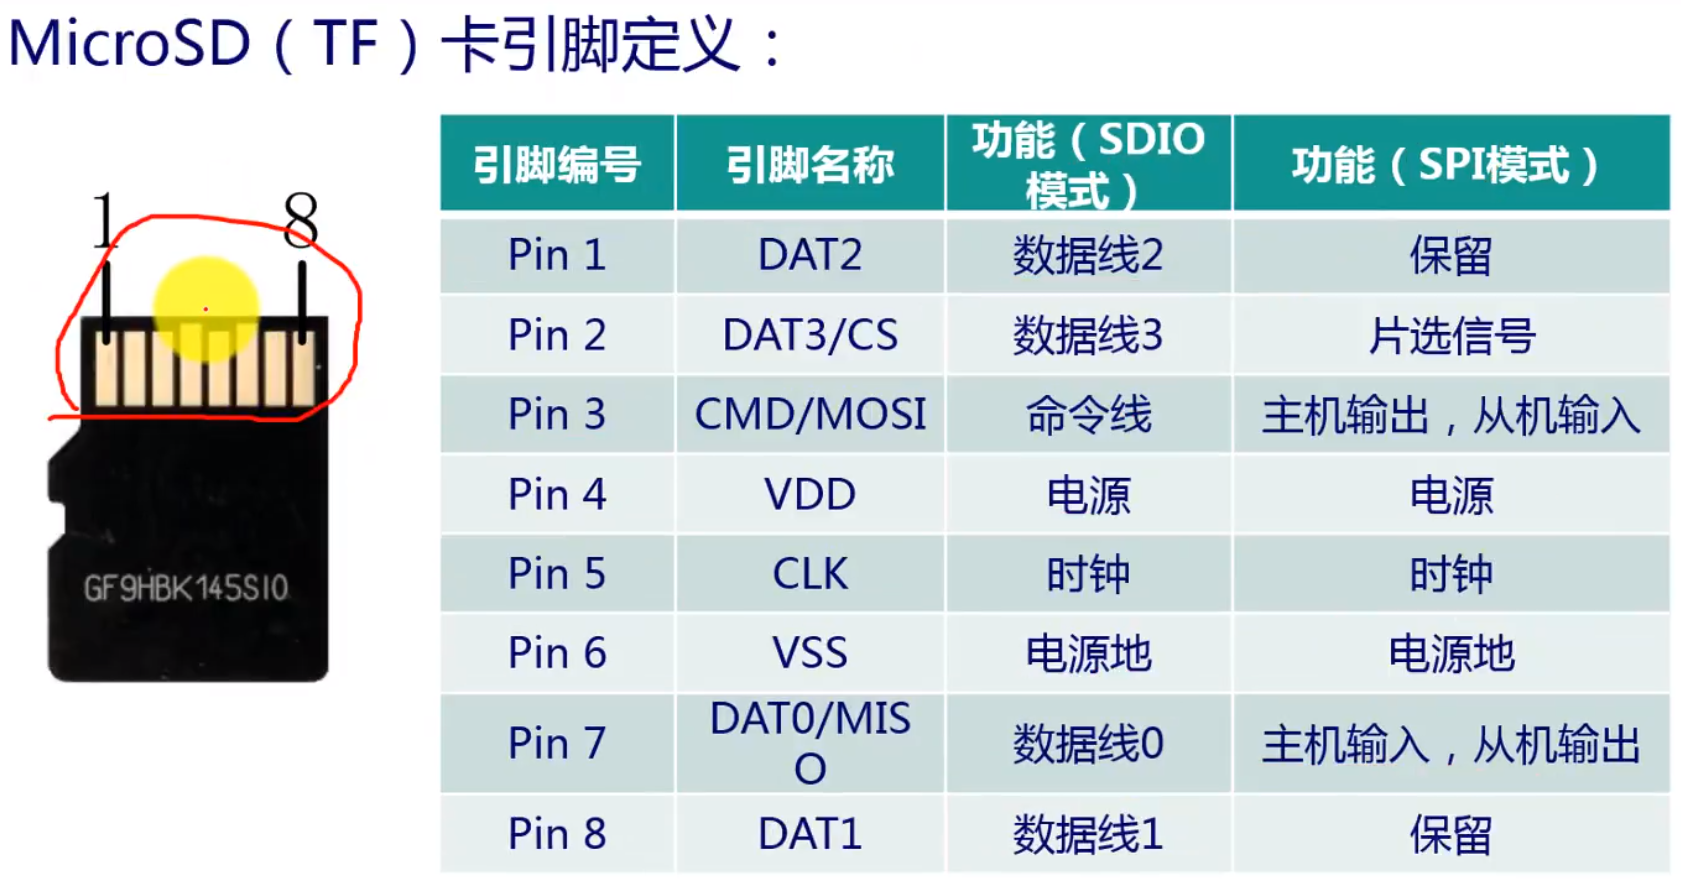 MicroSD（TF）卡引脚定义：
1 8
GF9HBK145SI0
引脚编号 引脚名称 功能（SDIO模式） 功能（SPI模式）
Pin 1 DAT2 数据线2 保留
Pin 2 DAT3/CS 数据线3 片选信号
Pin 3 CMD/MOSI 命令线 主机输出，从机输入
Pin 4 VDD 电源 电源
Pin 5 CLK 时钟 时钟
Pin 6 VSS 电源地 电源地
Pin 7 DAT0/MISO 数据线0 主机输入，从机输出
Pin 8 DAT1 数据线1 保留